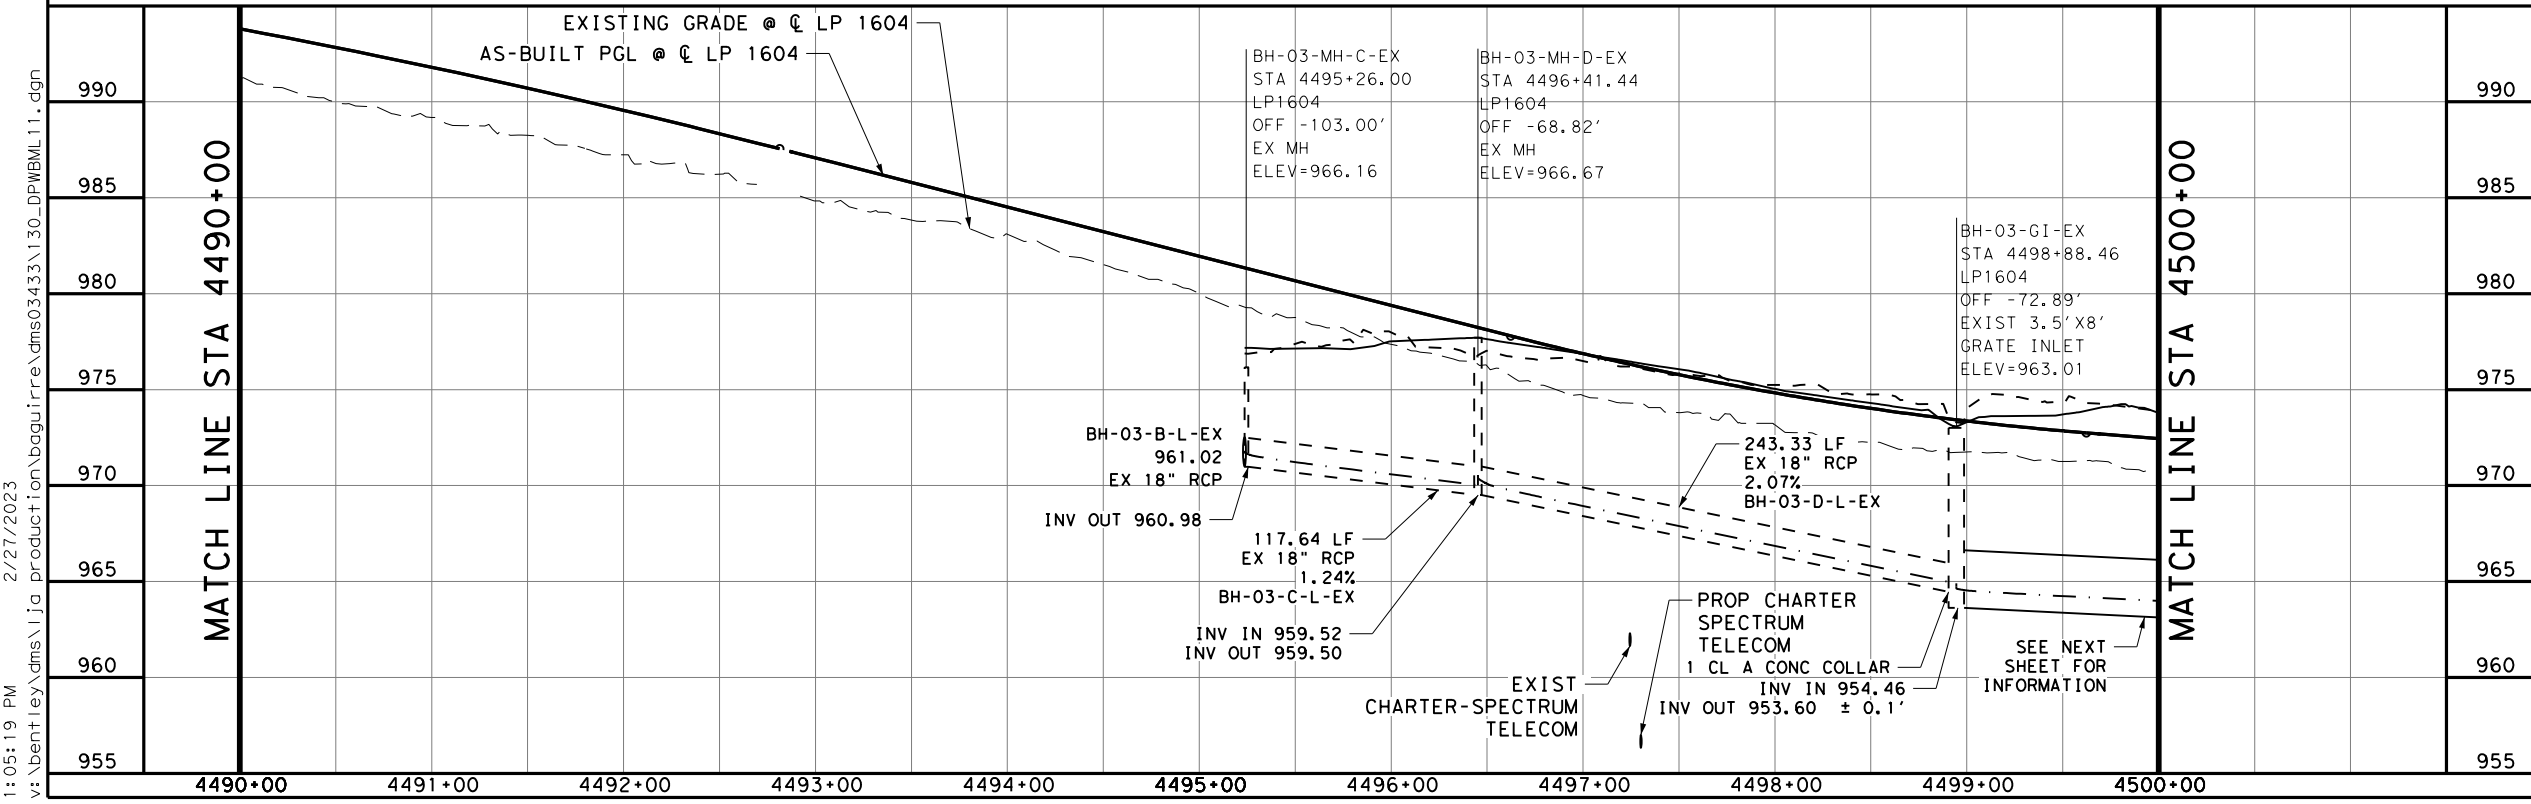 EXISTING GRADE @ ℄ LP 1604
AS-BUILT PGL @ ℄ LP 1604
BH-03-MH-C-EX
STA 4495+26.00
LP1604
OFF -103.00'
EX MH
ELEV=966.16
BH-03-MH-D-EX
STA 4496+41.44
LP1604
OFF -68.82'
EX MH
ELEV=966.67
BH-03-GI-EX
STA 4498+88.46
LP1604
OFF -72.89'
EXIST 3.5'X8'
GRATE INLET
ELEV=963.01
990
985
980
975
970
965
960
955
MATCH LINE STA 4490+00
BH-03-B-L-EX
961.02
EX 18" RCP
INV OUT 960.98
117.64 LF
EX 18" RCP
1.24%
BH-03-C-L-EX
INV IN 959.52
INV OUT 959.50
243.33 LF
EX 18" RCP
2.07%
BH-03-D-L-EX
PROP CHARTER
SPECTRUM
TELECOM
1 CL A CONC COLLAR
INV IN 954.46
INV OUT 953.60 ± 0.1'
EXIST
CHARTER-SPECTRUM
TELECOM
SEE NEXT
SHEET FOR
INFORMATION
MATCH LINE STA 4500+00
990
985
980
975
970
965
960
955
4490+00
4491+00
4492+00
4493+00
4494+00
4495+00
4496+00
4497+00
4498+00
4499+00
4500+00
1:05:19 PM 2/27/2023
v:\bentley\dms\lja production\baguirre\dms03433\130_DPWBML11.dgn